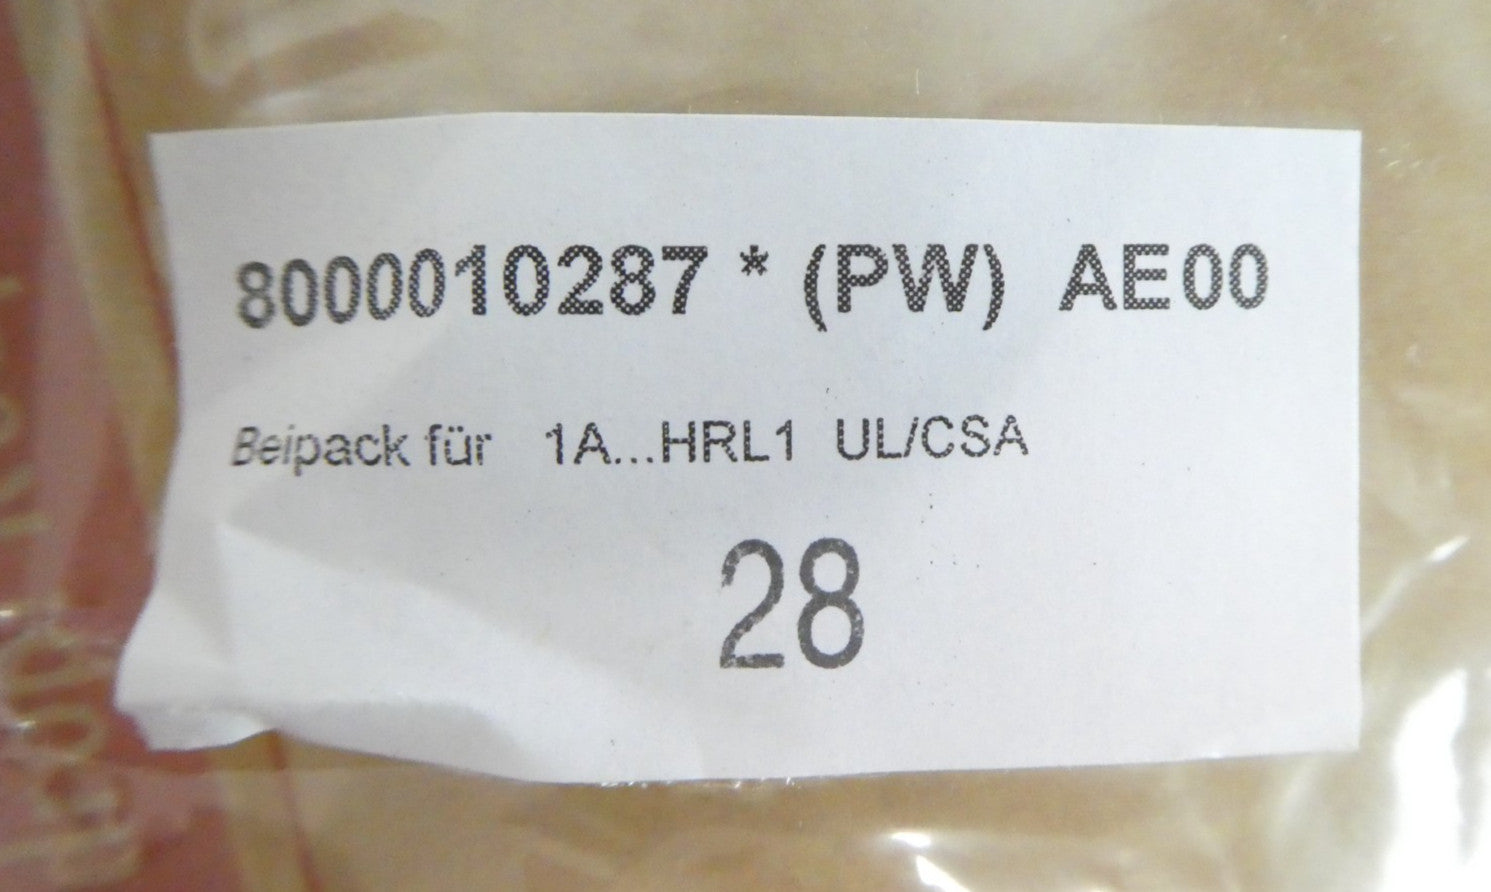 8000010287 * (PW) AE00
Beipack für 1A...HRL1 UL/CSA
28